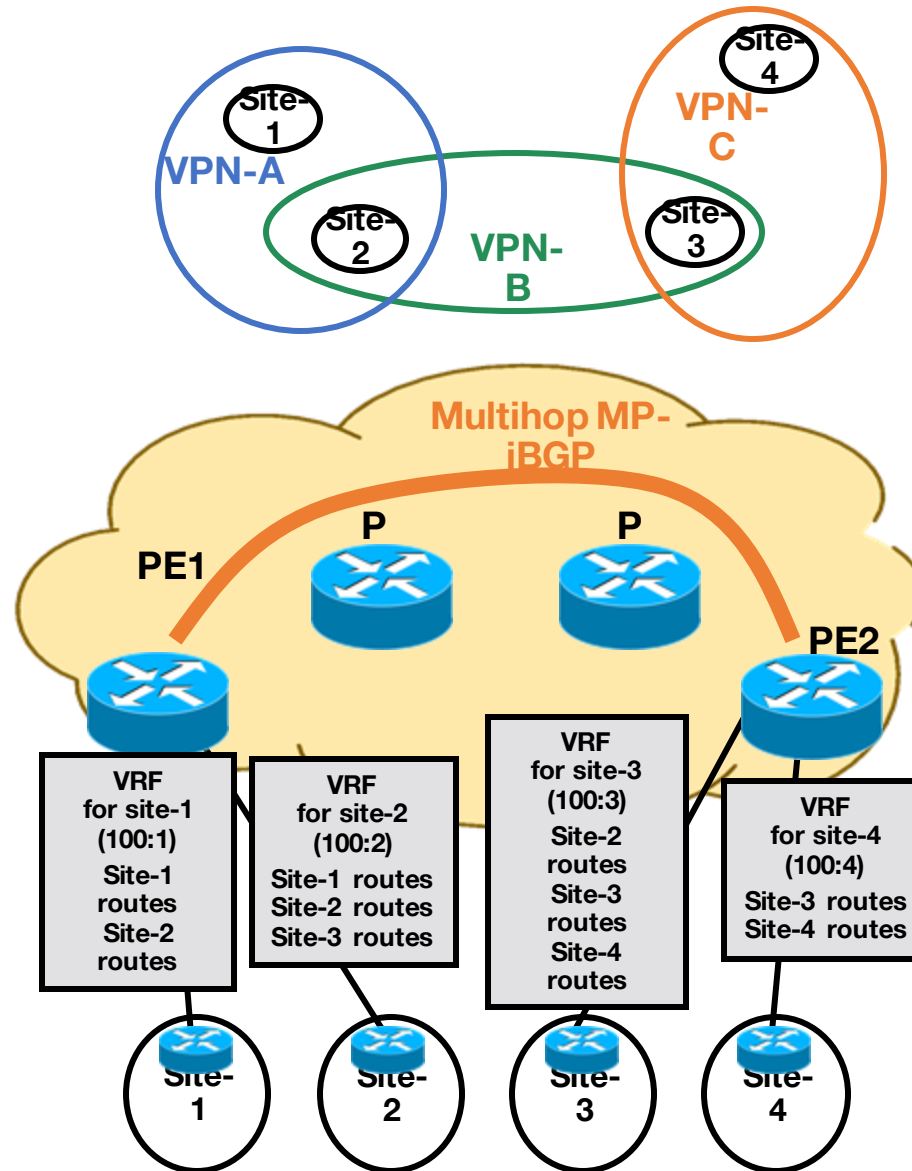 Site-
1
VPN-A
Site-
2
VPN-
B
Site-
4
VPN-
C
Site-
3
Multihop MP-
iBGP
P
P
PE1
PE2
VRF
for site-1
(100:1)
Site-1
routes
Site-2
routes
VRF
for site-2
(100:2)
Site-1 routes
Site-2 routes
Site-3 routes
VRF
for site-3
(100:3)
Site-2
routes
Site-3
routes
Site-4
routes
VRF
for site-4
(100:4)
Site-3 routes
Site-4 routes
Site-
1
Site-
2
Site-
3
Site-
4